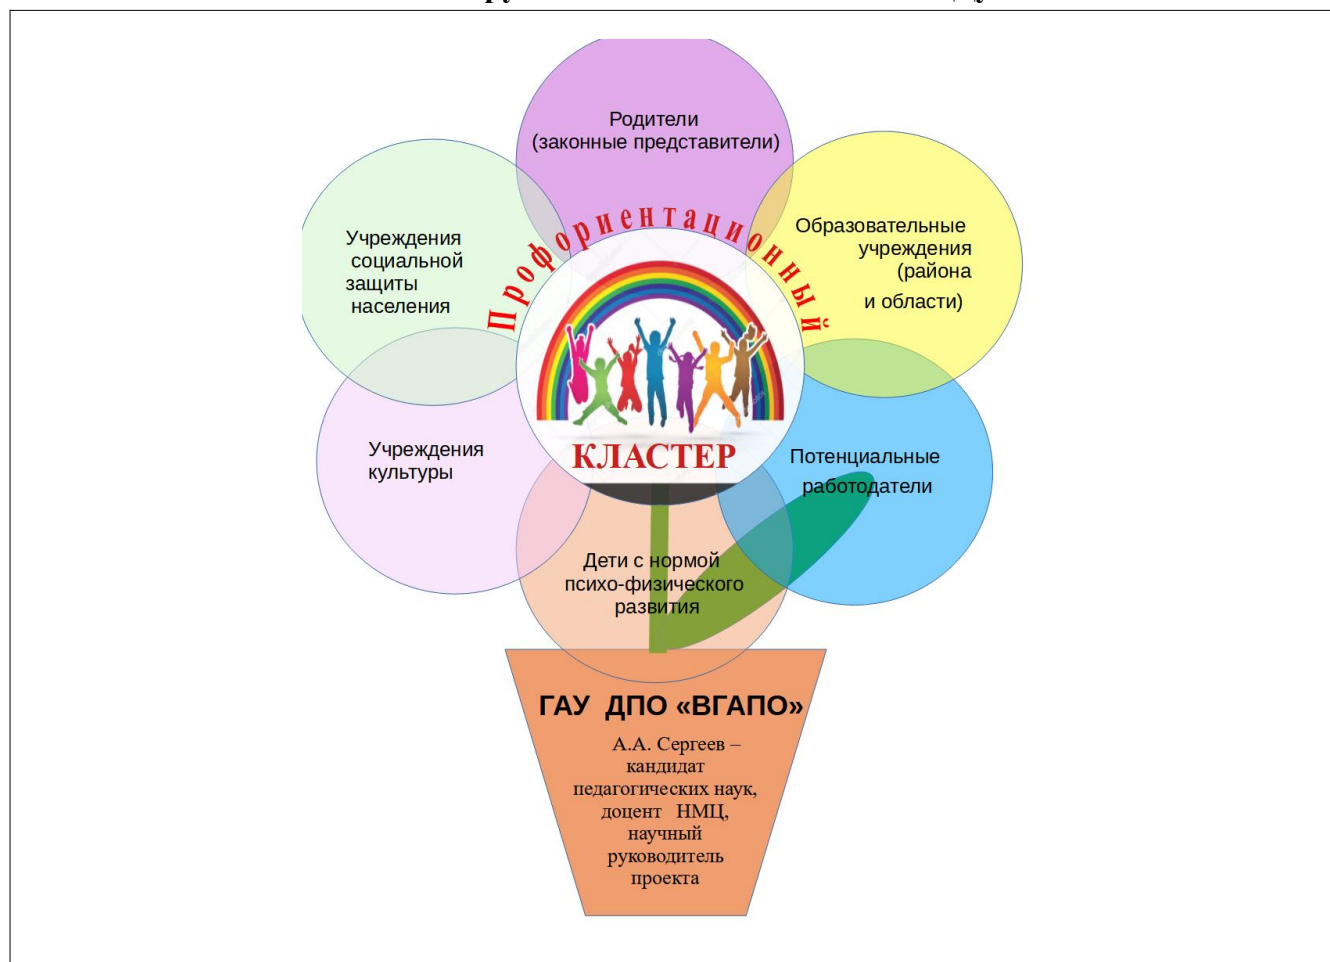 Родители
(законные представители)
Учреждения
социальной
защиты
населения
Образовательные
учреждения
(района
и области)
Профориентационный
КЛАСТЕР
Учреждения
культуры
Потенциальные
работодатели
Дети с нормой
психо-физического
развития
ГАУ ДПО «ВГАПО»
А.А. Сергеев –
кандидат
педагогических наук,
доцент НМЦ,
научный
руководитель
проекта